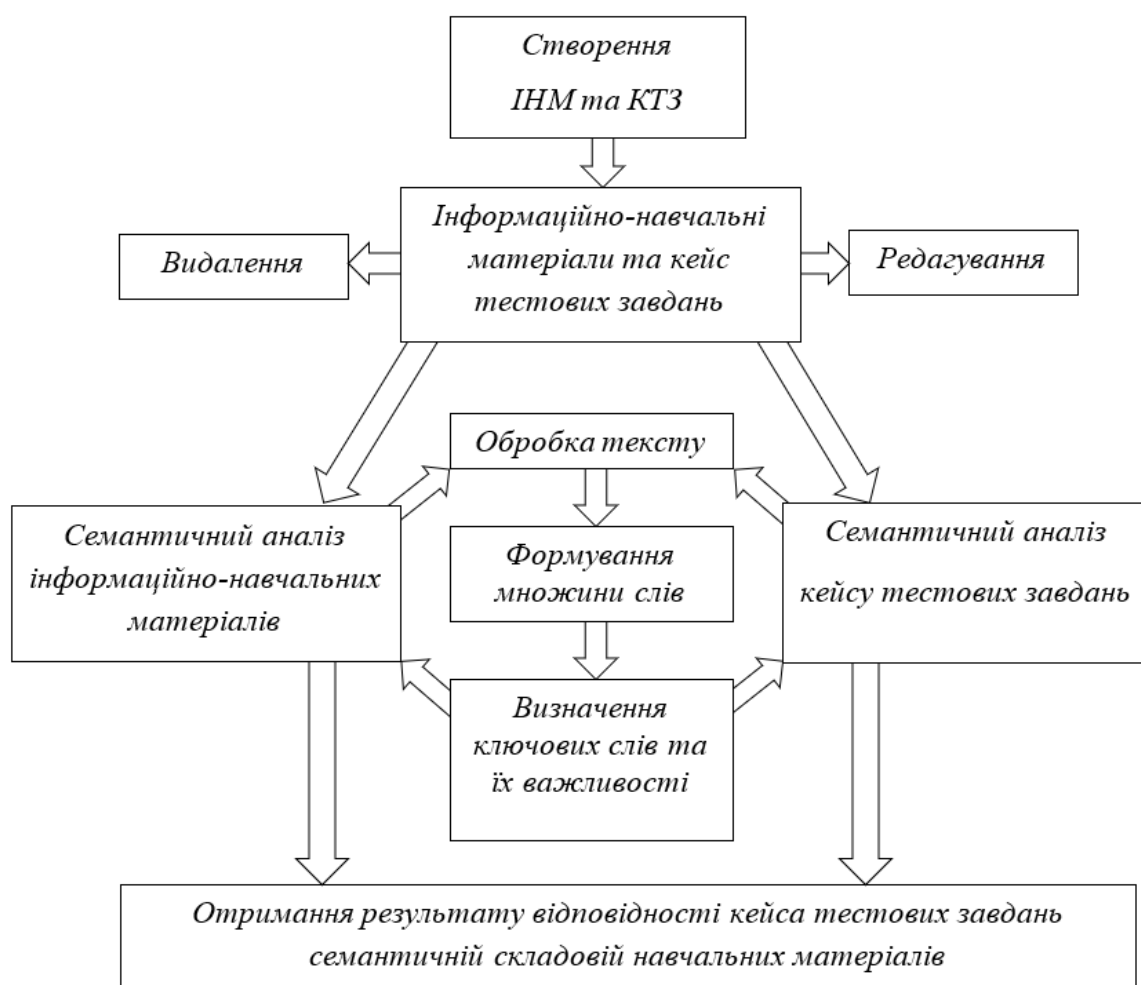 Створення
ІНМ та КТЗ
Інформаційно-навчальні
матеріали та кейс
тестових завдань
Видалення
Редагування
Обробка тексту
Семантичний аналіз
інформаційно-навчальних
матеріалів
Формування
множини слів
Семантичний аналіз
кейсу тестових завдань
Визначення
ключових слів та
їх важливості
Отримання результату відповідності кейса тестових завдань
семантичній складовій навчальних матеріалів